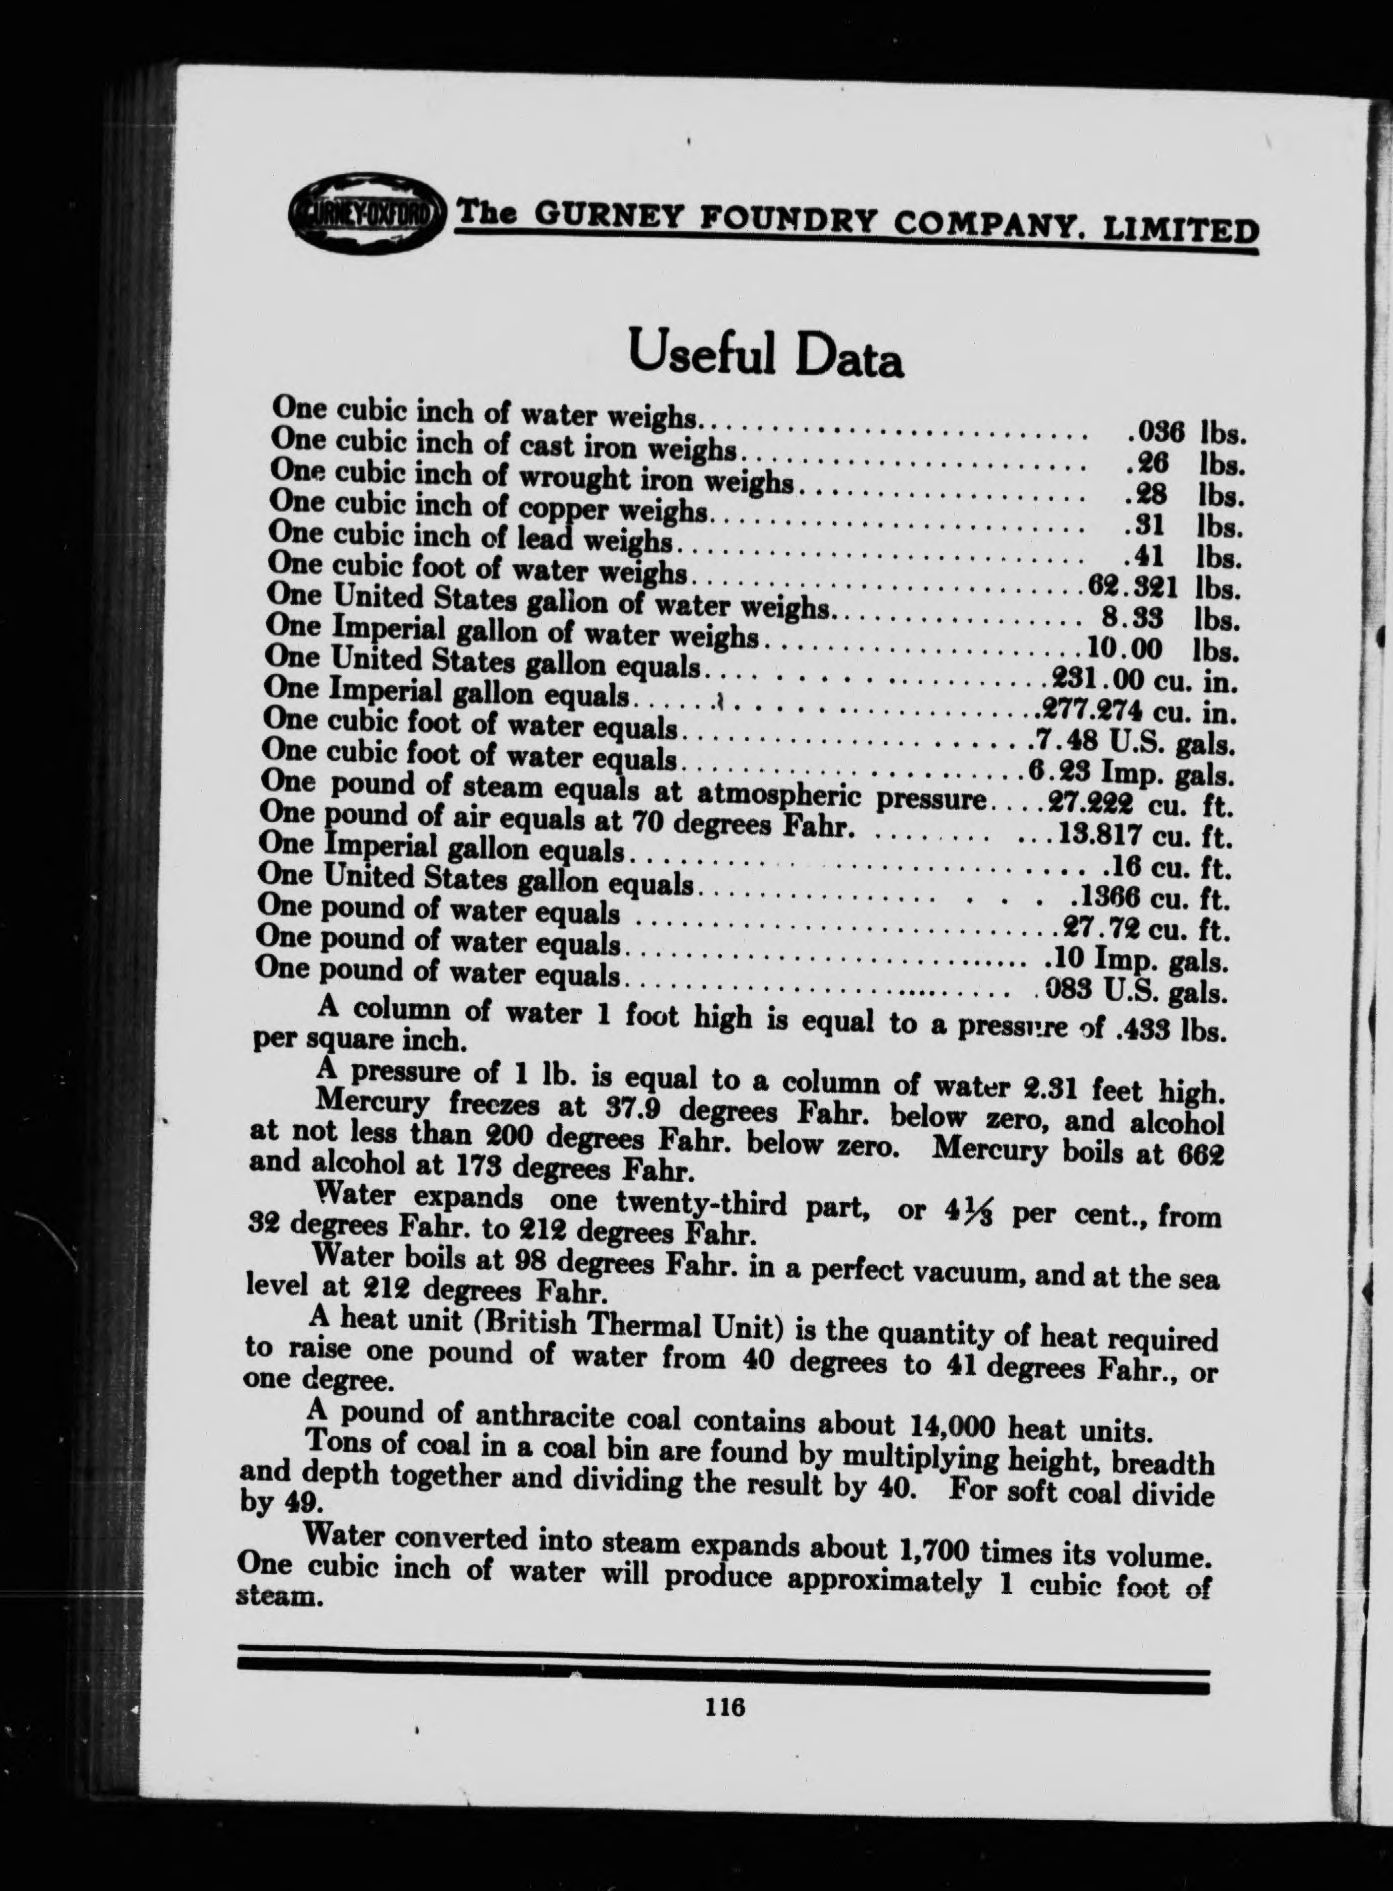 GURNEY-OXFORD The GURNEY FOUNDRY COMPANY. LIMITED
Useful Data
One cubic inch of water weighs.............................. .036 lbs.
One cubic inch of cast iron weighs.......................... .26 lbs.
One cubic inch of wrought iron weighs..................... .28 lbs.
One cubic inch of copper weighs............................ .31 lbs.
One cubic inch of lead weighs.............................. .41 lbs.
One cubic foot of water weighs.............................62.321 lbs.
One United States gallon of water weighs................. 8.33 lbs.
One Imperial gallon of water weighs......................10.00 lbs.
One United States gallon equals.........................231.00 cu. in.
One Imperial gallon equals.............................277.274 cu. in.
One cubic foot of water equals.........................7.48 U.S. gals.
One cubic foot of water equals........................6.23 Imp. gals.
One pound of steam equals at atmospheric pressure....27.222 cu. ft.
One pound of air equals at 70 degrees Fahr. ............13.817 cu. ft.
One Imperial gallon equals................................16 cu. ft.
One United States gallon equals.......................1366 cu. ft.
One pound of water equals .............................27.72 cu. ft.
One pound of water equals............................ .10 Imp. gals.
One pound of water equals............................ .083 U.S. gals.
A column of water 1 foot high is equal to a pressure of .433 lbs.
per square inch.
A pressure of 1 lb. is equal to a column of water 2.31 feet high.
Mercury freezes at 37.9 degrees Fahr. below zero, and alcohol
at not less than 200 degrees Fahr. below zero. Mercury boils at 662
and alcohol at 173 degrees Fahr.
Water expands one twenty-third part, or 4⅓ per cent., from
32 degrees Fahr. to 212 degrees Fahr.
Water boils at 98 degrees Fahr. in a perfect vacuum, and at the sea
level at 212 degrees Fahr.
A heat unit (British Thermal Unit) is the quantity of heat required
to raise one pound of water from 40 degrees to 41 degrees Fahr., or
one degree.
A pound of anthracite coal contains about 14,000 heat units.
Tons of coal in a coal bin are found by multiplying height, breadth
and depth together and dividing the result by 40. For soft coal divide
by 49.
Water converted into steam expands about 1,700 times its volume.
One cubic inch of water will produce approximately 1 cubic foot of
steam.
116